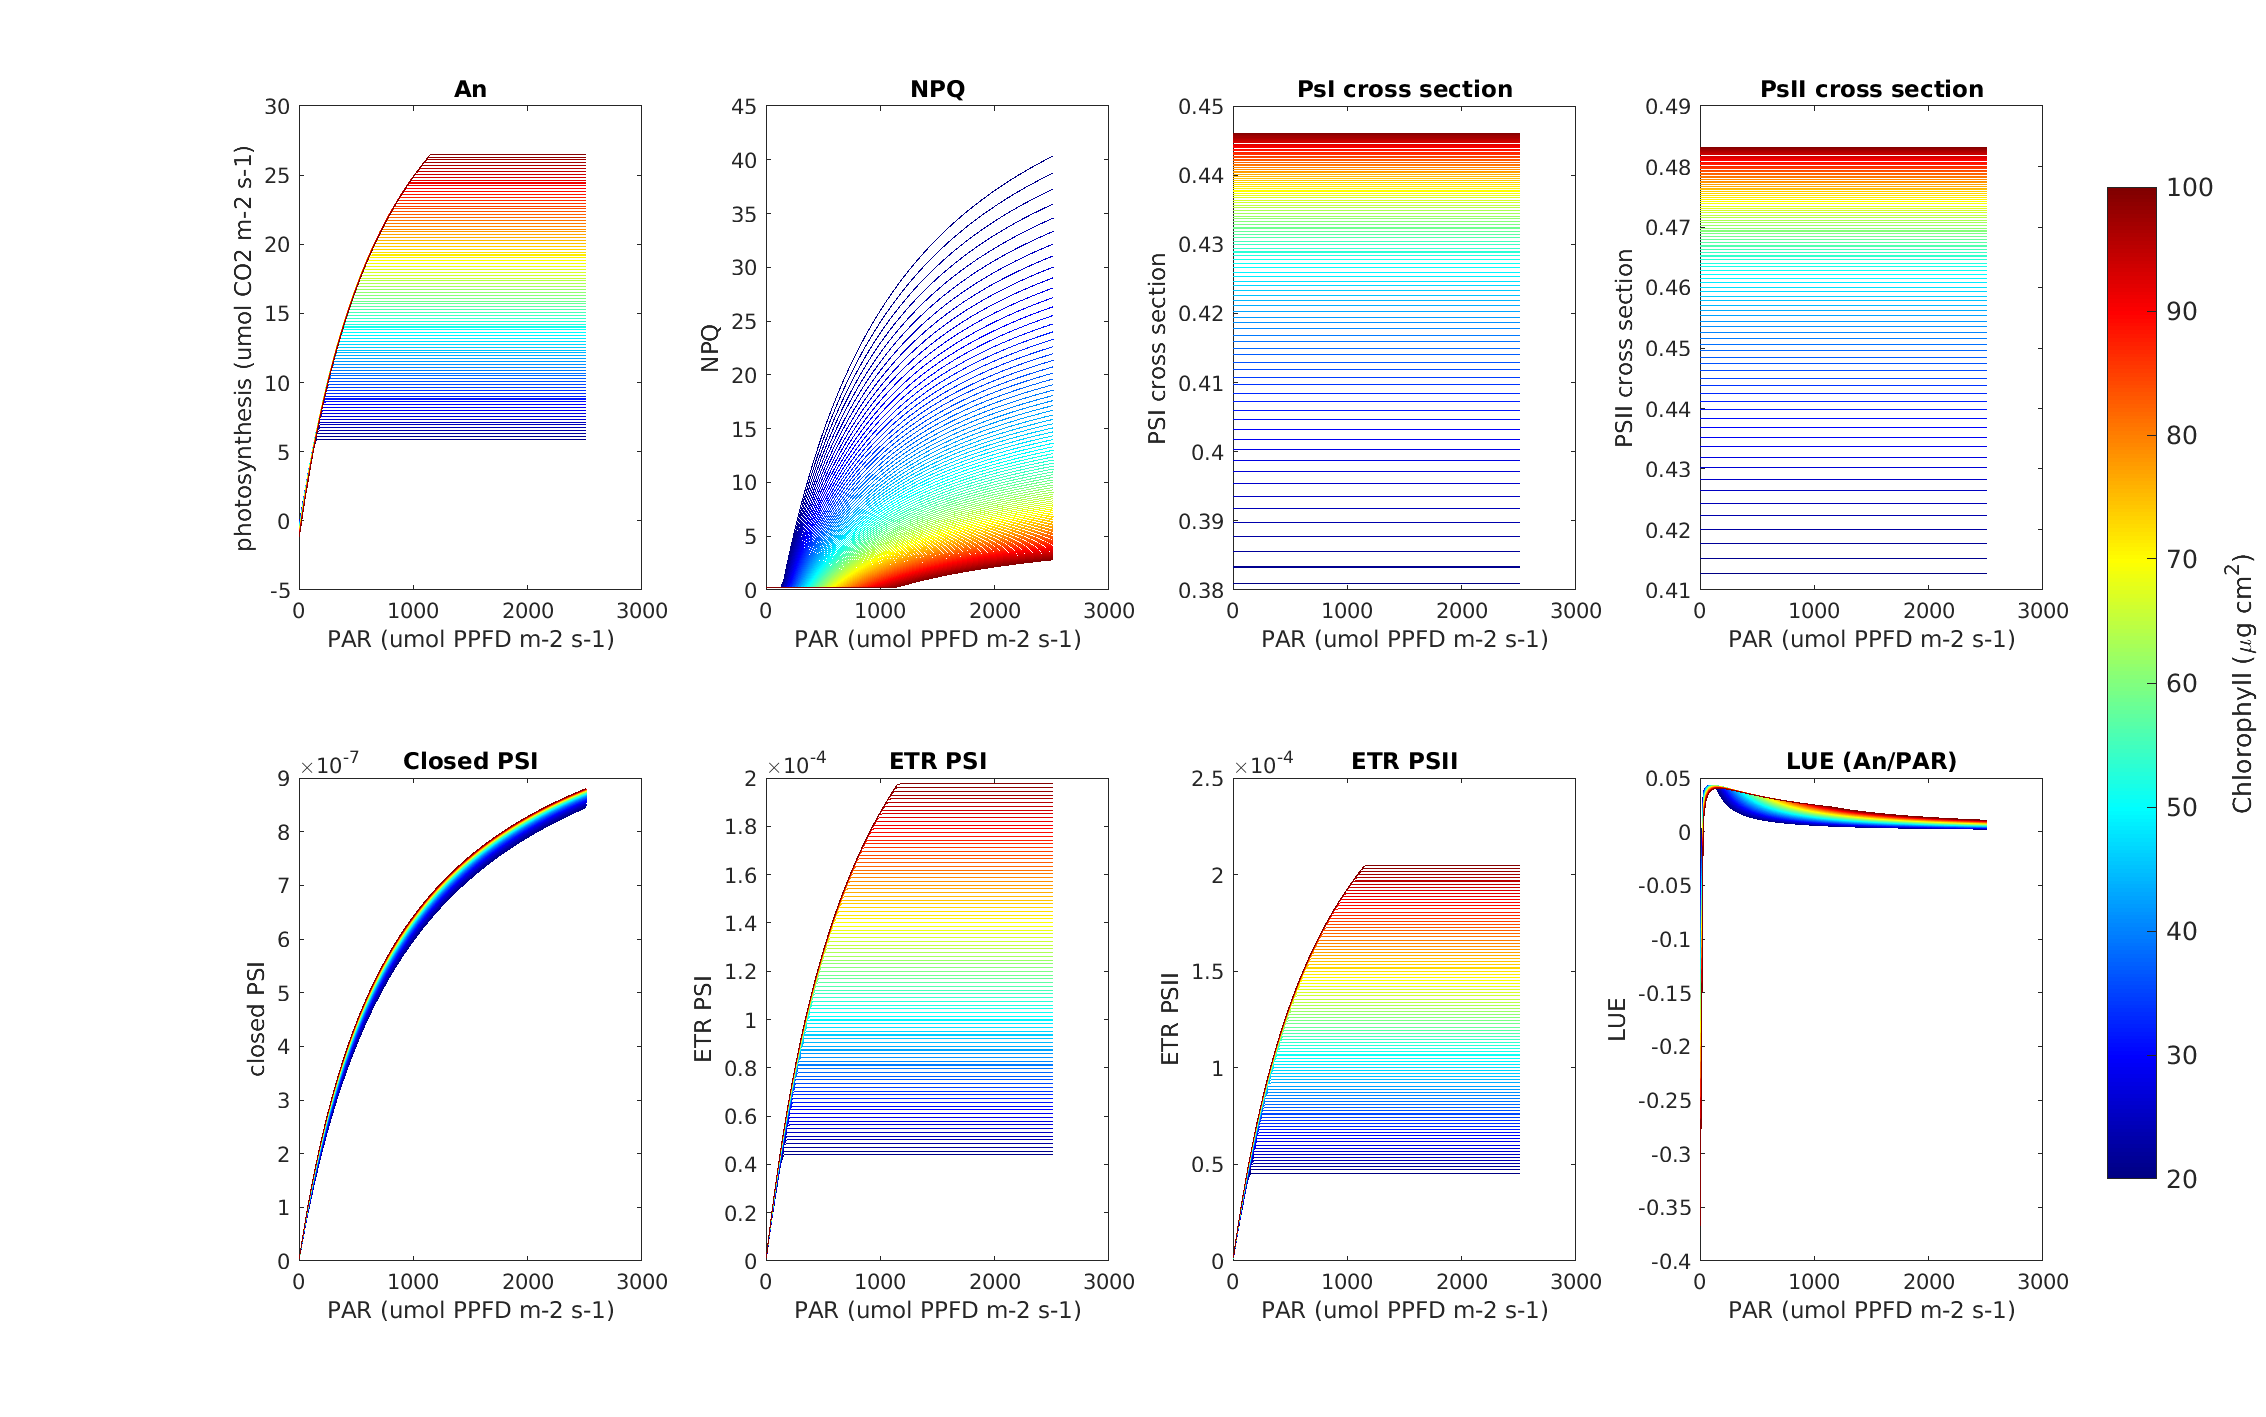 An
30
25
20
15
10
5
0
-5
photosynthesis (umol CO2 m-2 s-1)
0 1000 2000 3000
PAR (umol PPFD m-2 s-1)
NPQ
45
40
35
30
25
20
15
10
5
0
NPQ
0 1000 2000 3000
PAR (umol PPFD m-2 s-1)
PsI cross section
0.45
0.44
0.43
0.42
0.41
0.4
0.39
0.38
PSI cross section
0 1000 2000 3000
PAR (umol PPFD m-2 s-1)
PsII cross section
0.49
0.48
0.47
0.46
0.45
0.44
0.43
0.42
0.41
PSII cross section
0 1000 2000 3000
PAR (umol PPFD m-2 s-1)
Closed PSI
×10-7
9
8
7
6
5
4
3
2
1
0
closed PSI
0 1000 2000 3000
PAR (umol PPFD m-2 s-1)
ETR PSI
×10-4
2
1.8
1.6
1.4
1.2
1
0.8
0.6
0.4
0.2
0
ETR PSI
0 1000 2000 3000
PAR (umol PPFD m-2 s-1)
ETR PSII
×10-4
2.5
2
1.5
1
0.5
0
ETR PSII
0 1000 2000 3000
PAR (umol PPFD m-2 s-1)
LUE (An/PAR)
0.05
0
-0.05
-0.1
-0.15
-0.2
-0.25
-0.3
-0.35
-0.4
LUE
0 1000 2000 3000
PAR (umol PPFD m-2 s-1)
100
90
80
70
60
50
40
30
20
Chlorophyll (μg cm2)